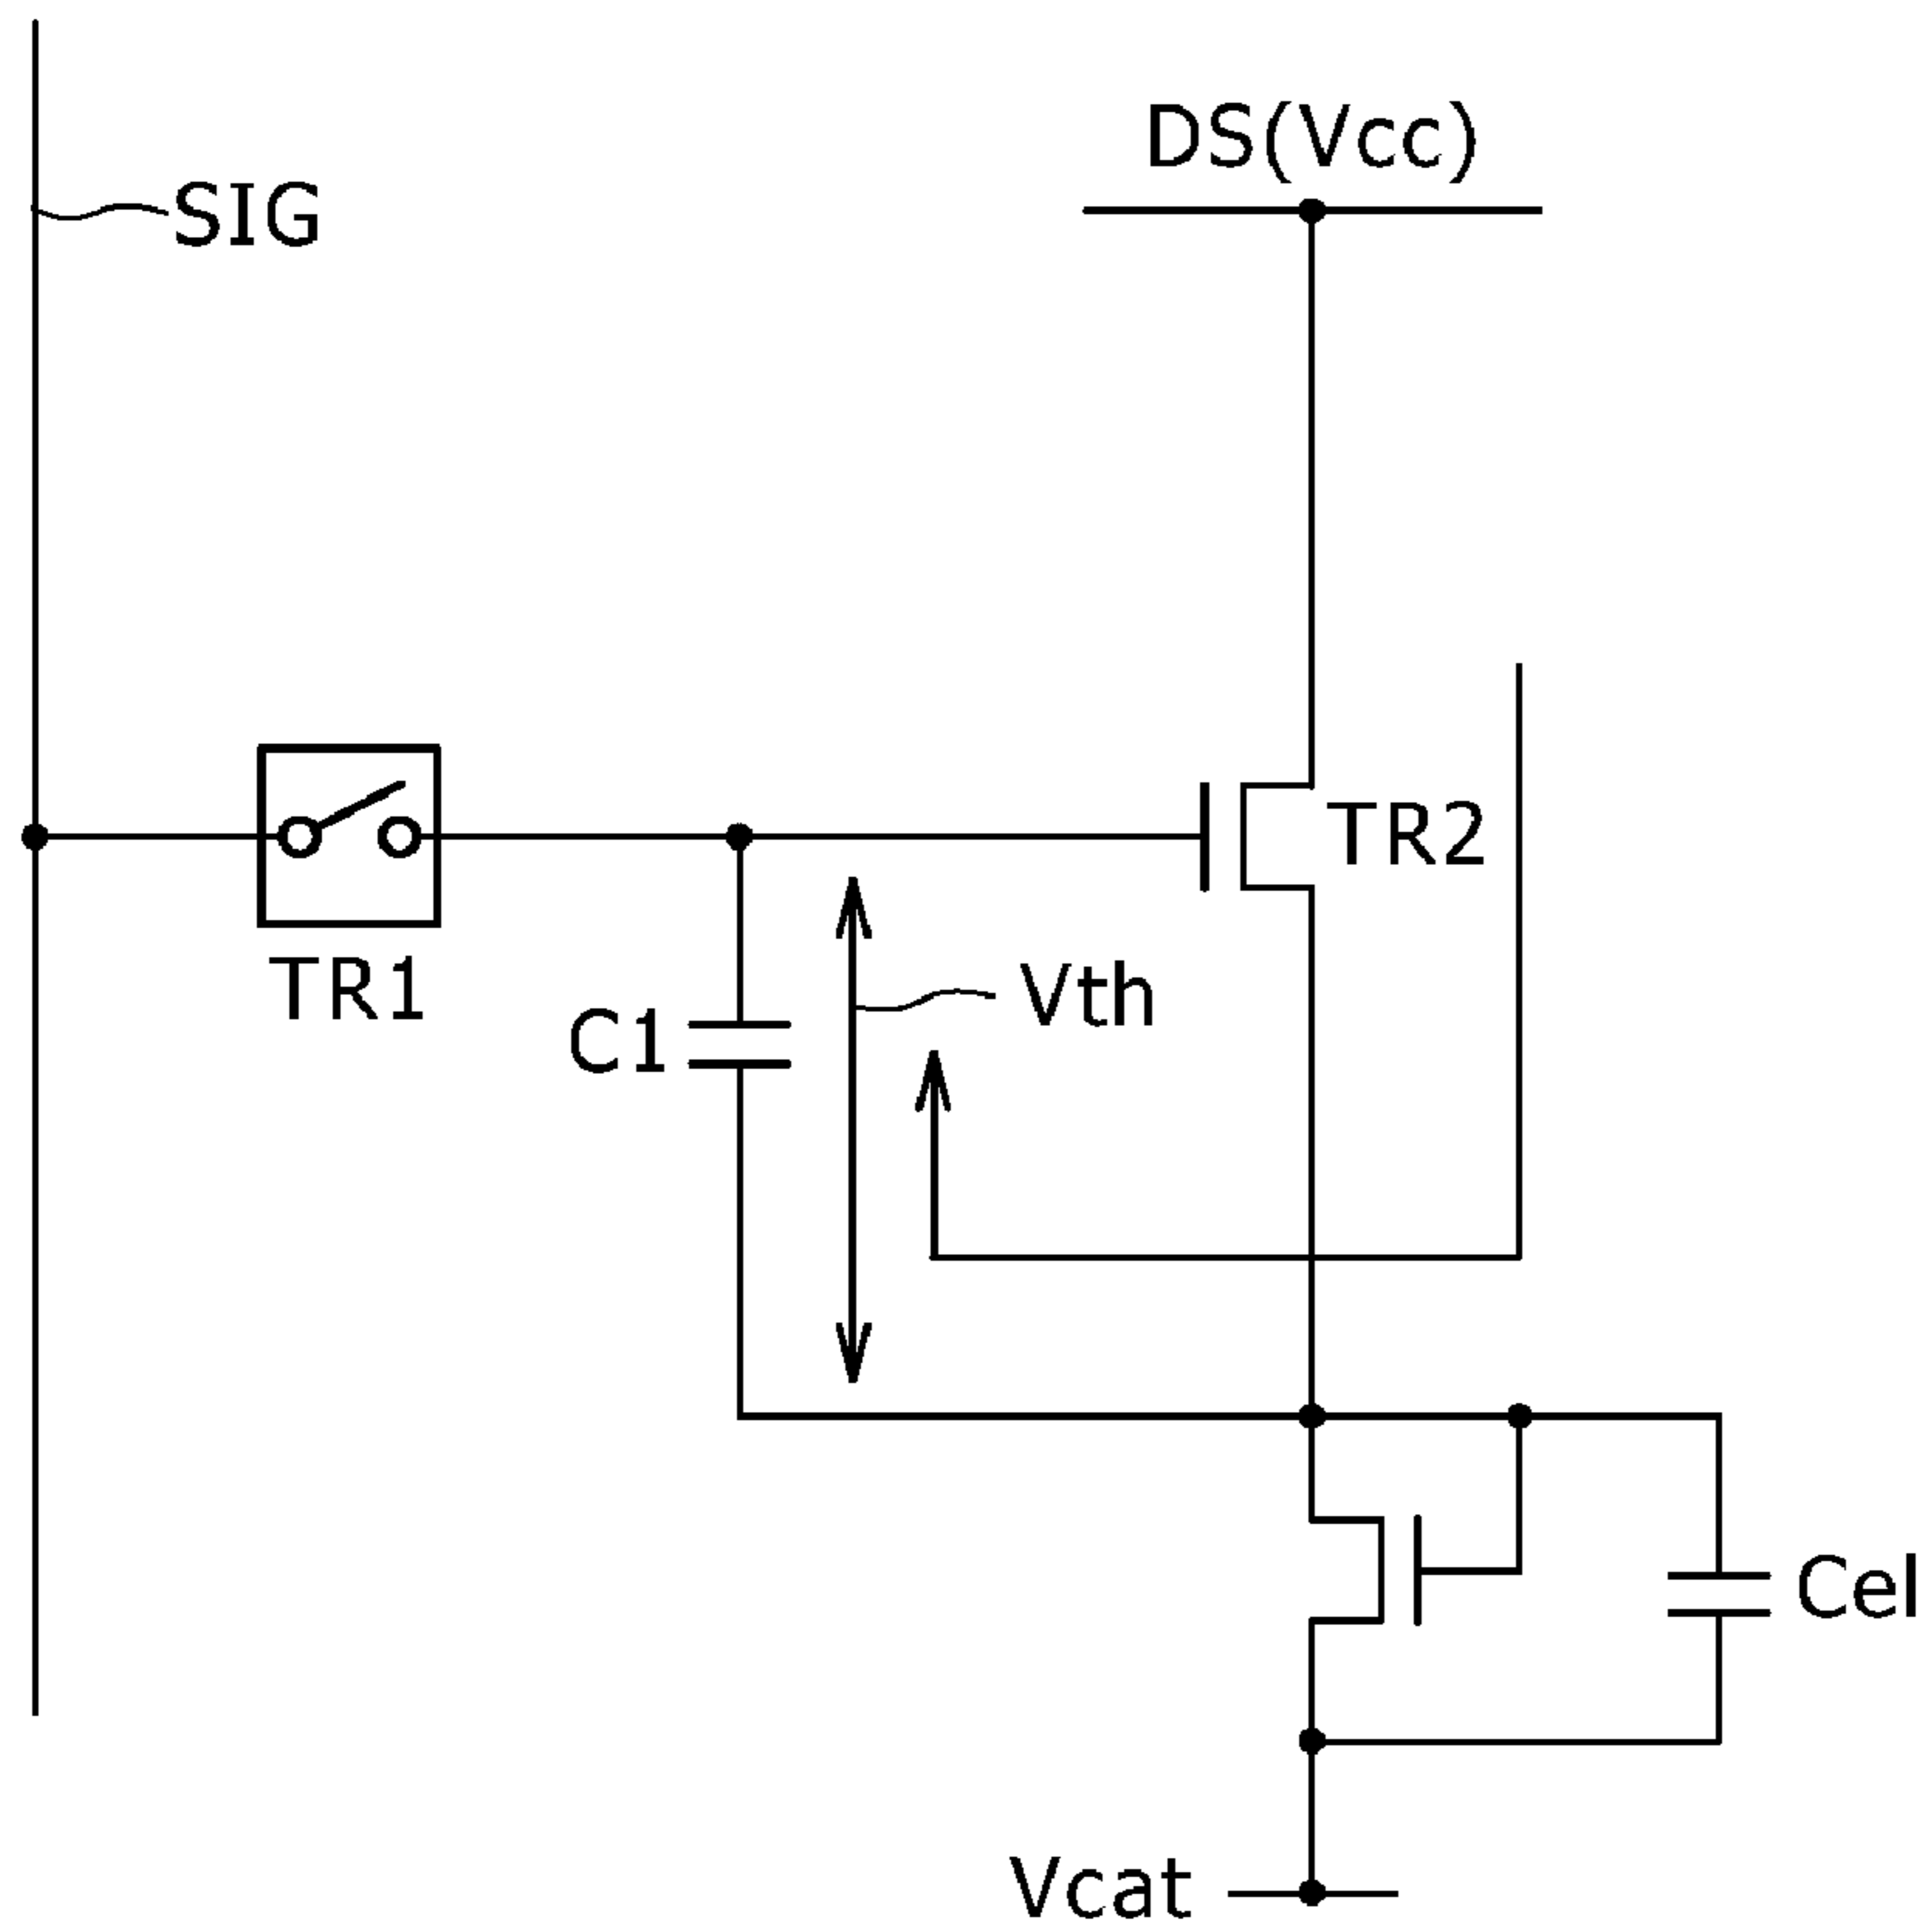 DS(Vcc)
SIG
TR2
TR1
Vth
C1
Cel
Vcat